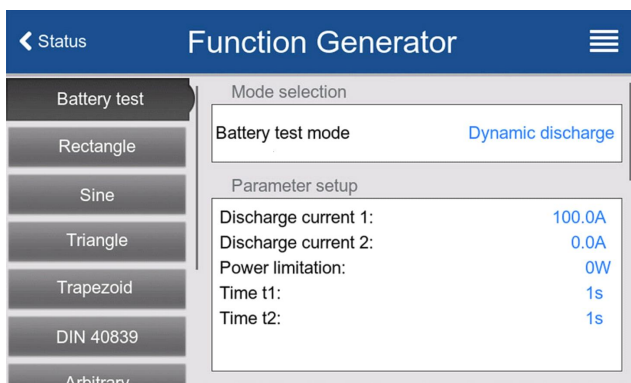 Status
Function Generator
Battery test
Rectangle
Sine
Triangle
Trapezoid
DIN 40839
Arbitrary
Mode selection
Battery test mode Dynamic discharge
Parameter setup
Discharge current 1: 100.0A
Discharge current 2: 0.0A
Power limitation: 0W
Time t1: 1s
Time t2: 1s